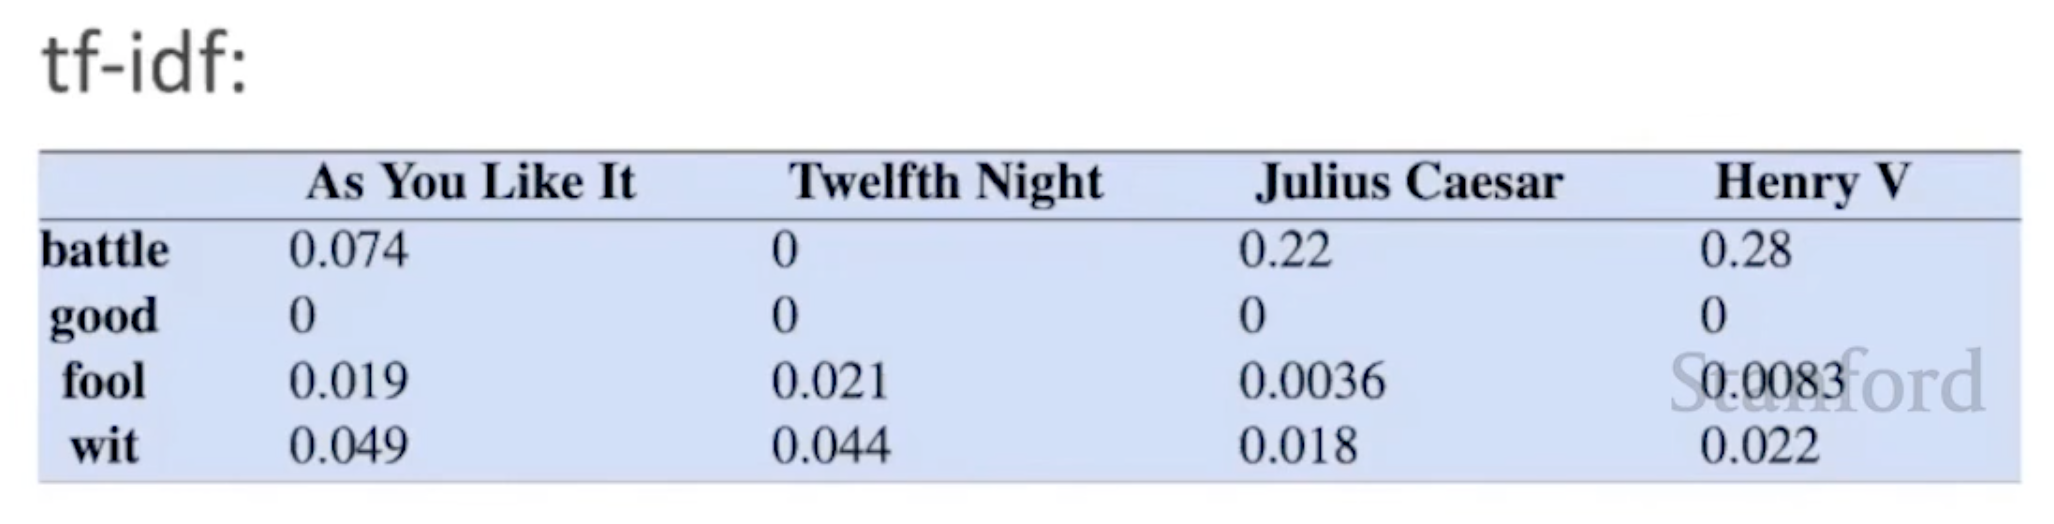 tf-idf:
As You Like It Twelfth Night Julius Caesar Henry V
battle 0.074 0 0.22 0.28
good 0 0 0 0
fool 0.019 0.021 0.0036 0.0083
Stanford
wit 0.049 0.044 0.018 0.022